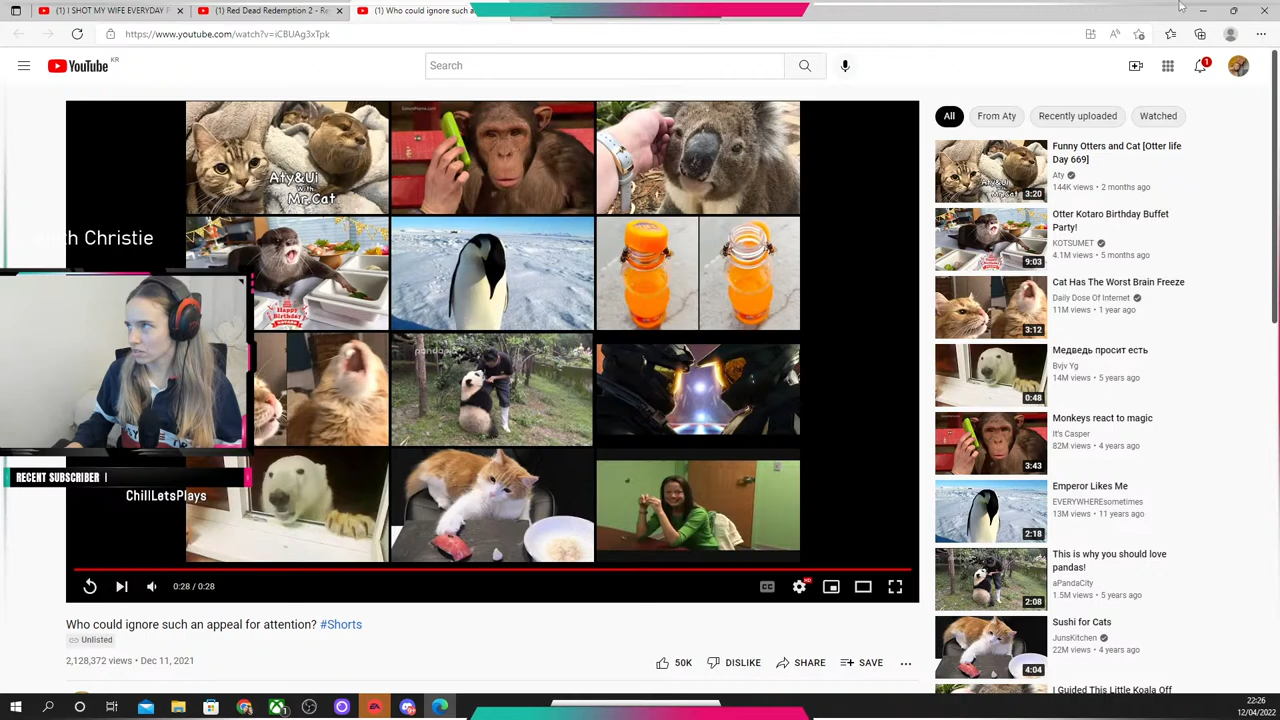 (1) I SHOT MY WIFE EVERYDAY F
(1) Red Dead Redemption 2 - Re
(1) Who could ignore such a
https://www.youtube.com/watch?v=iCBUAg3xTpk
YouTube KR
Search
1
All
From Aty
Recently uploaded
Watched
Aty&Ui
With
Mr.Cat
th Christie
Happy
Birthday
pandapia
RECENT SUBSCRIBER |
ChillLetsPlays
0:28 / 0:28
CC
HD
Who could ignore such an appeal for attention? #Shorts
Unlisted
2,128,372 views • Dec 11, 2021
50K
DISLIKE
SHARE
SAVE
3:20
Funny Otters and Cat [Otter life
Day 669]
Aty
144K views • 2 months ago
9:03
Otter Kotaro Birthday Buffet
Party!
KOTSUMET
4.1M views • 5 months ago
3:12
Cat Has The Worst Brain Freeze
Daily Dose Of Internet
11M views • 1 year ago
0:48
Медведь просит есть
Bvjv Yg
14M views • 5 years ago
3:43
Monkeys react to magic
It's Casper
82M views • 4 years ago
2:18
Emperor Likes Me
EVERYWHEREsometimes
13M views • 11 years ago
2:08
This is why you should love
pandas!
aPandaCity
1.5M views • 5 years ago
4:04
Sushi for Cats
JunsKitchen
22M views • 4 years ago
I Guided This Little Koala Off
22:26
12/04/2022